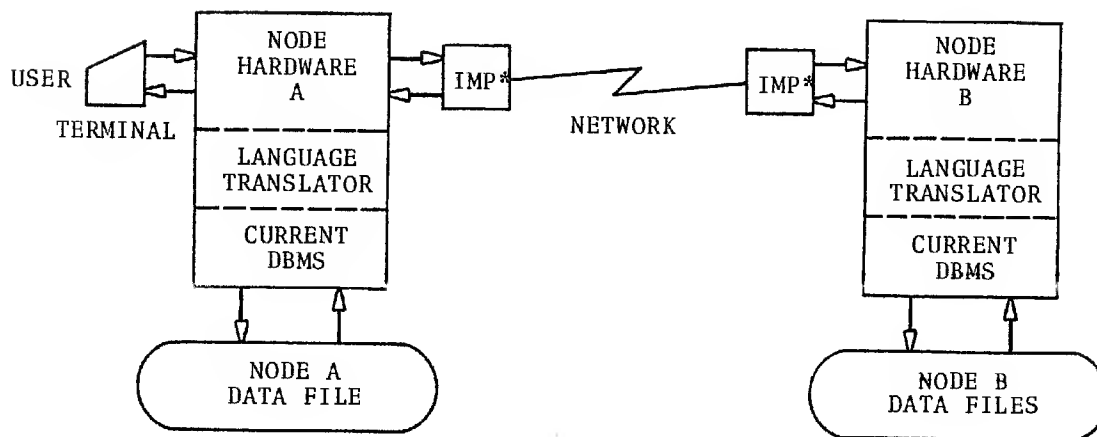 USER
TERMINAL
NODE
HARDWARE
A
LANGUAGE
TRANSLATOR
CURRENT
DBMS
NODE A
DATA FILE
IMP*
NETWORK
IMP*
NODE
HARDWARE
B
LANGUAGE
TRANSLATOR
CURRENT
DBMS
NODE B
DATA FILES